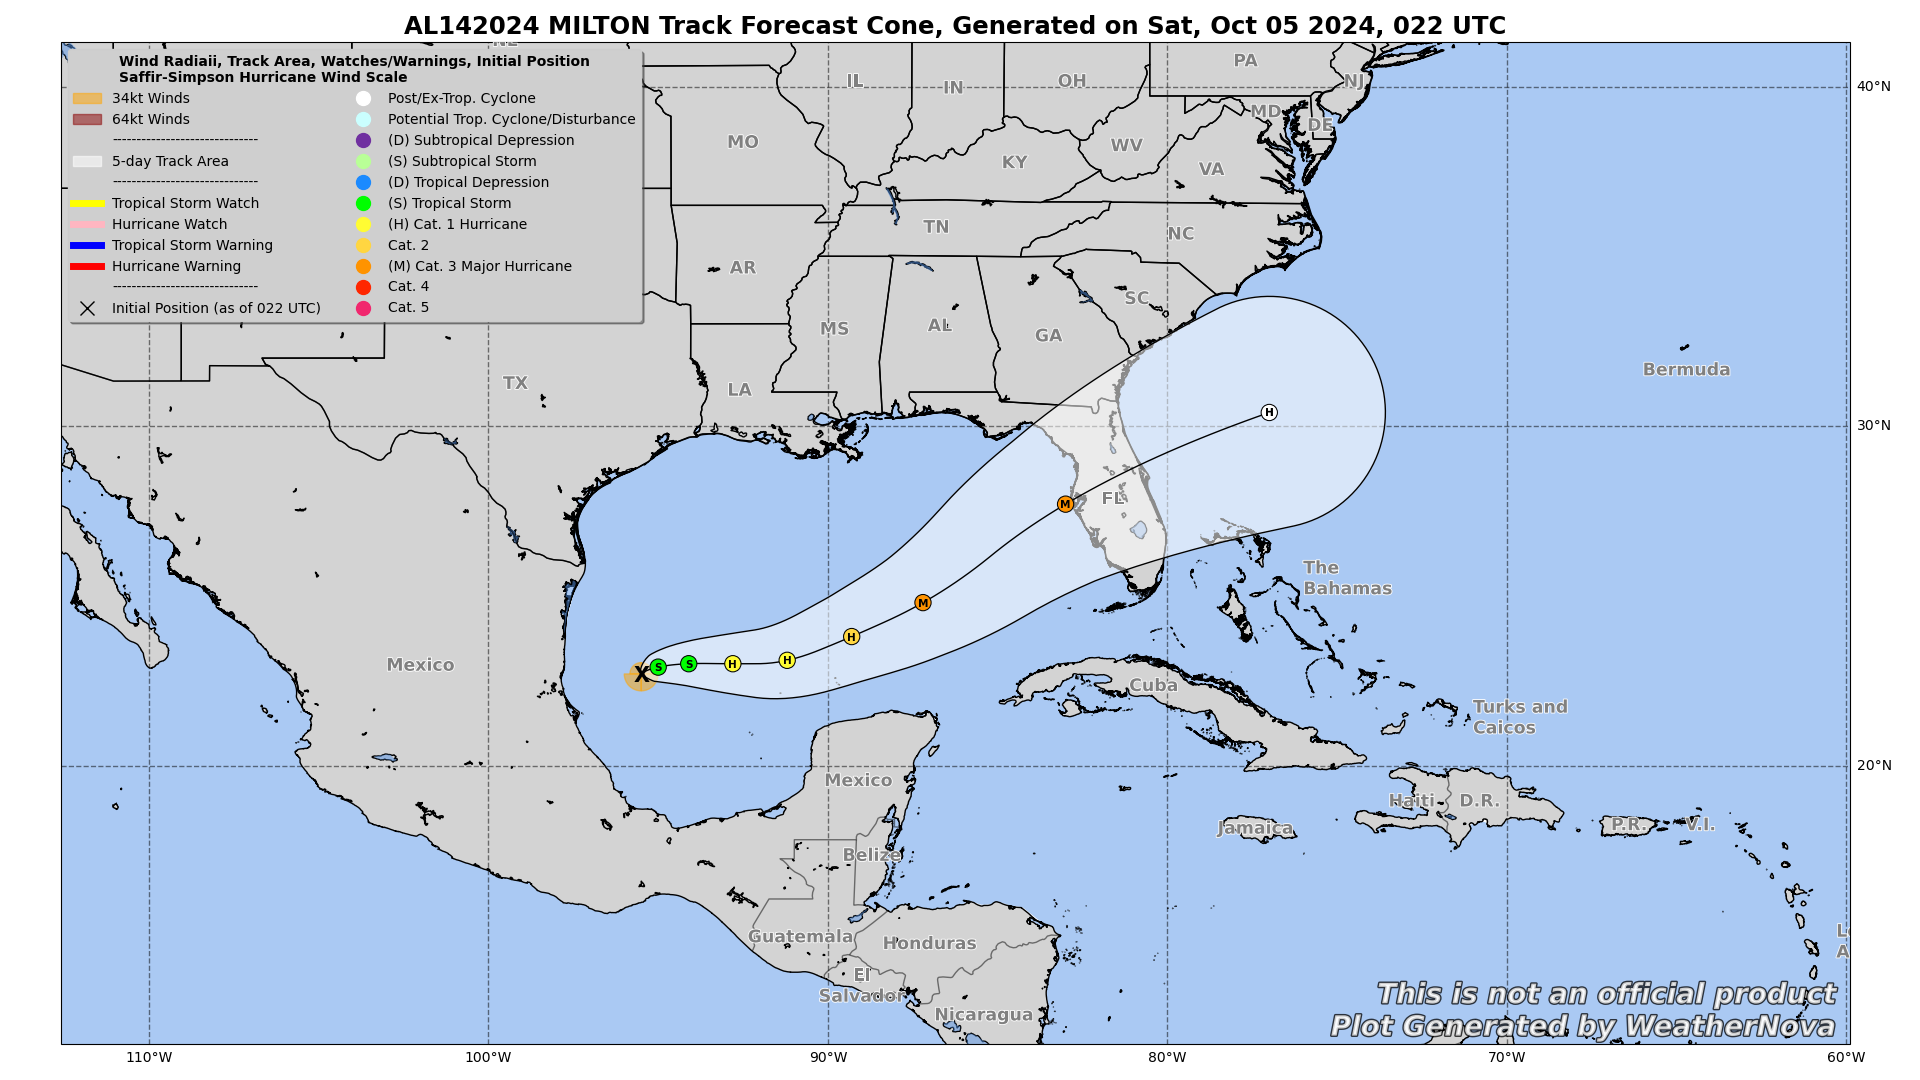 AL142024 MILTON Track Forecast Cone, Generated on Sat, Oct 05 2024, 022 UTC
Wind Radiaii, Track Area, Watches/Warnings, Initial Position
Saffir-Simpson Hurricane Wind Scale
34kt Winds
64kt Winds
------------------------------
5-day Track Area
------------------------------
Tropical Storm Watch
Hurricane Watch
Tropical Storm Warning
Hurricane Warning
------------------------------
Initial Position (as of 022 UTC)
Post/Ex-Trop. Cyclone
Potential Trop. Cyclone/Disturbance
(D) Subtropical Depression
(S) Subtropical Storm
(D) Tropical Depression
(S) Tropical Storm
(H) Cat. 1 Hurricane
Cat. 2
(M) Cat. 3 Major Hurricane
Cat. 4
Cat. 5
PA
IL
IN
OH
NJ
MD
DE
MO
KY
WV
VA
TN
NC
AR
SC
MS
AL
GA
TX
LA
Bermuda
FL
The
Bahamas
Mexico
Cuba
Turks and
Caicos
Mexico
Haiti
D.R.
Jamaica
P.R.
V.I.
Belize
Guatemala
Honduras
El
Salvador
Nicaragua
X
S
S
H
H
H
M
M
H
40°N
30°N
20°N
110°W
100°W
90°W
80°W
70°W
60°W
This is not an official product
Plot Generated by WeatherNova